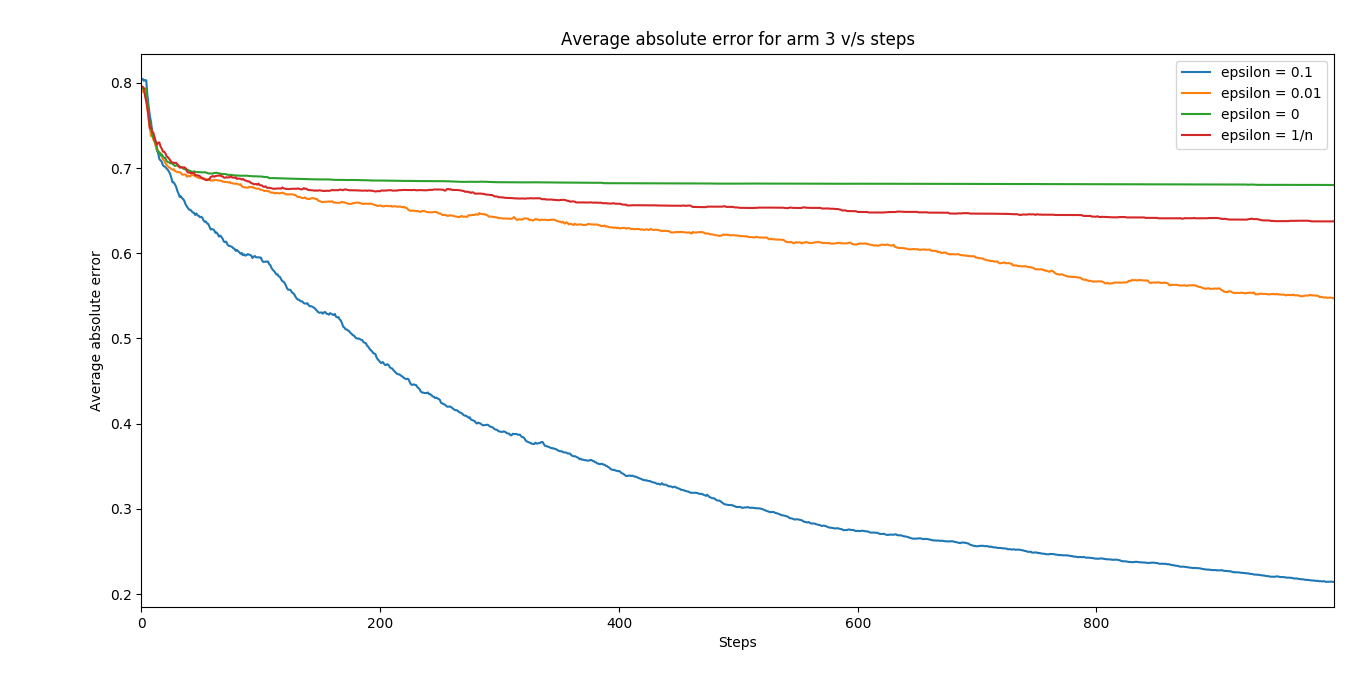 Average absolute error for arm 3 v/s steps
epsilon = 0.1
epsilon = 0.01
epsilon = 0
epsilon = 1/n
Average absolute error
0.8
0.7
0.6
0.5
0.4
0.3
0.2
0 200 400 600 800
Steps